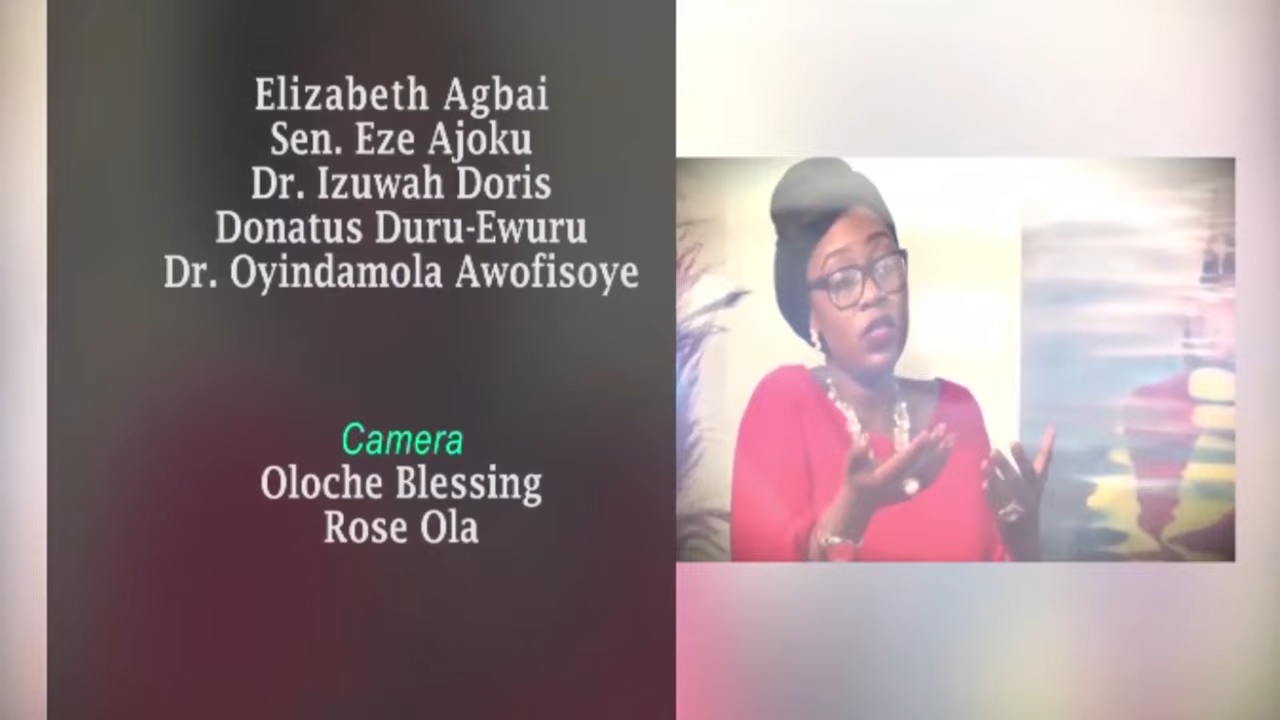 Elizabeth Agbai
Sen. Eze Ajoku
Dr. Izuwah Doris
Donatus Duru-Ewuru
Dr. Oyindamola Awofisoye
Camera
Oloche Blessing
Rose Ola